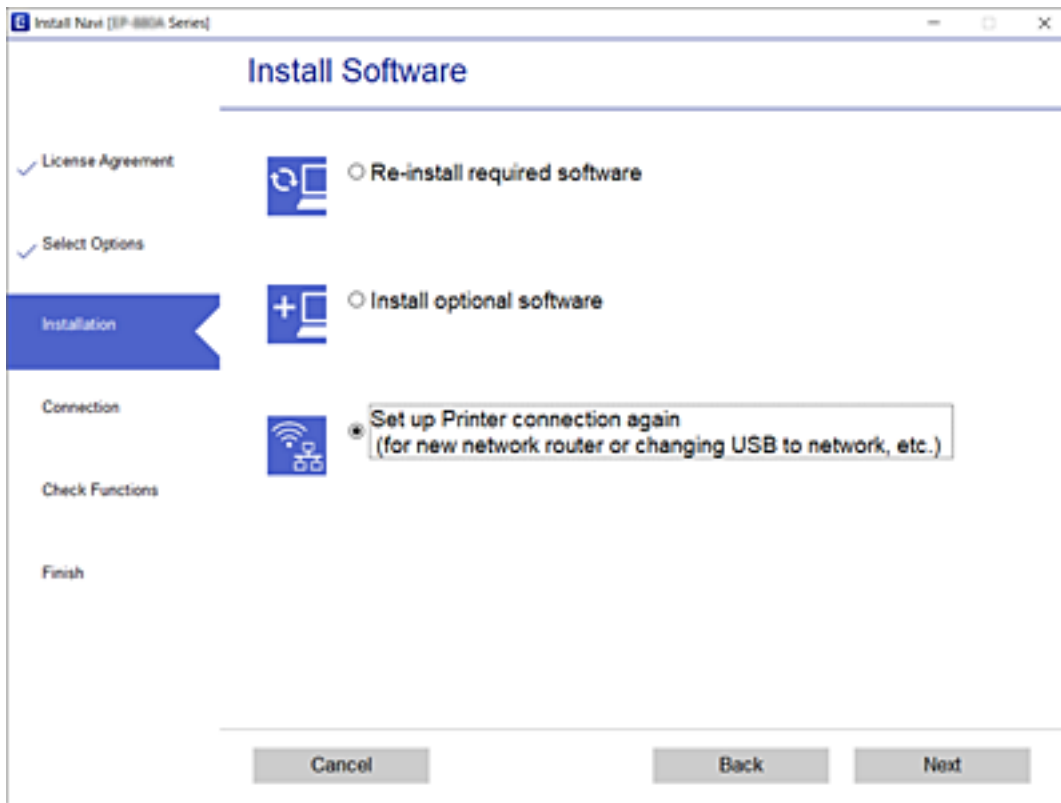 Install Navi [ Series]
Install Software
License Agreement
Select Options
Installation
Connection
Check Functions
Finish
Re-install required software
Install optional software
Set up Printer connection again
(for new network router or changing USB to network, etc.)
Cancel
Back
Next